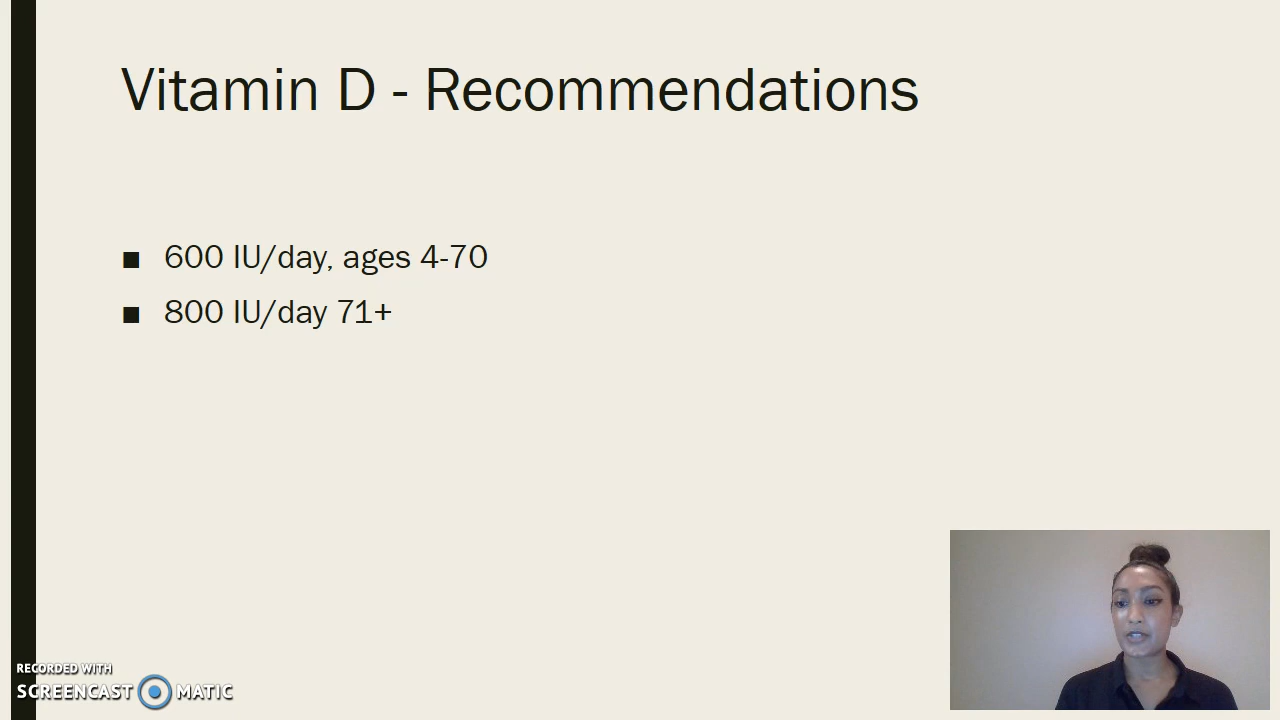 Vitamin D - Recommendations
■ 600 IU/day, ages 4-70
■ 800 IU/day 71+
RECORDED WITH
SCREENCAST MATIC